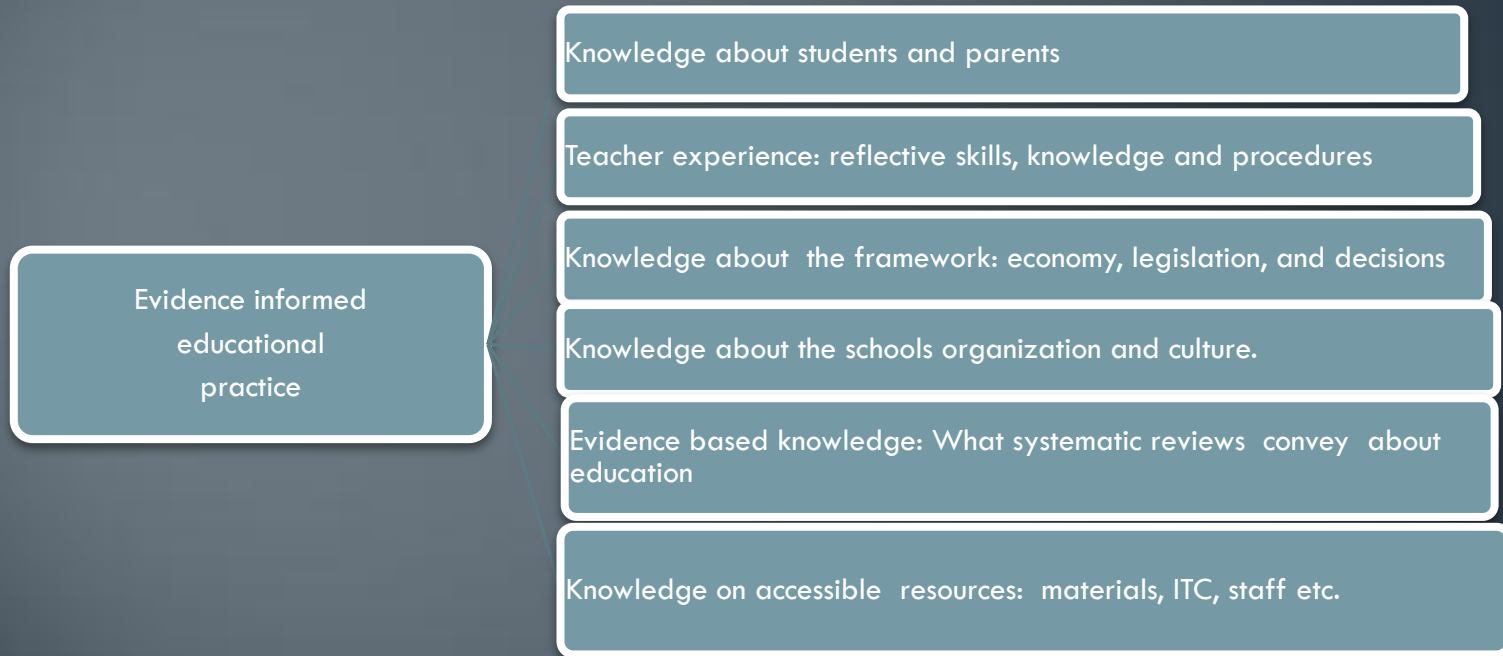 Knowledge about students and parents
Teacher experience: reflective skills, knowledge and procedures
Knowledge about  the framework: economy, legislation, and decisions
Evidence informed
educational
practice
Knowledge about the schools organization and culture.
Evidence based knowledge: What systematic reviews  convey  about
education
Knowledge on accessible  resources:  materials, ITC, staff etc.